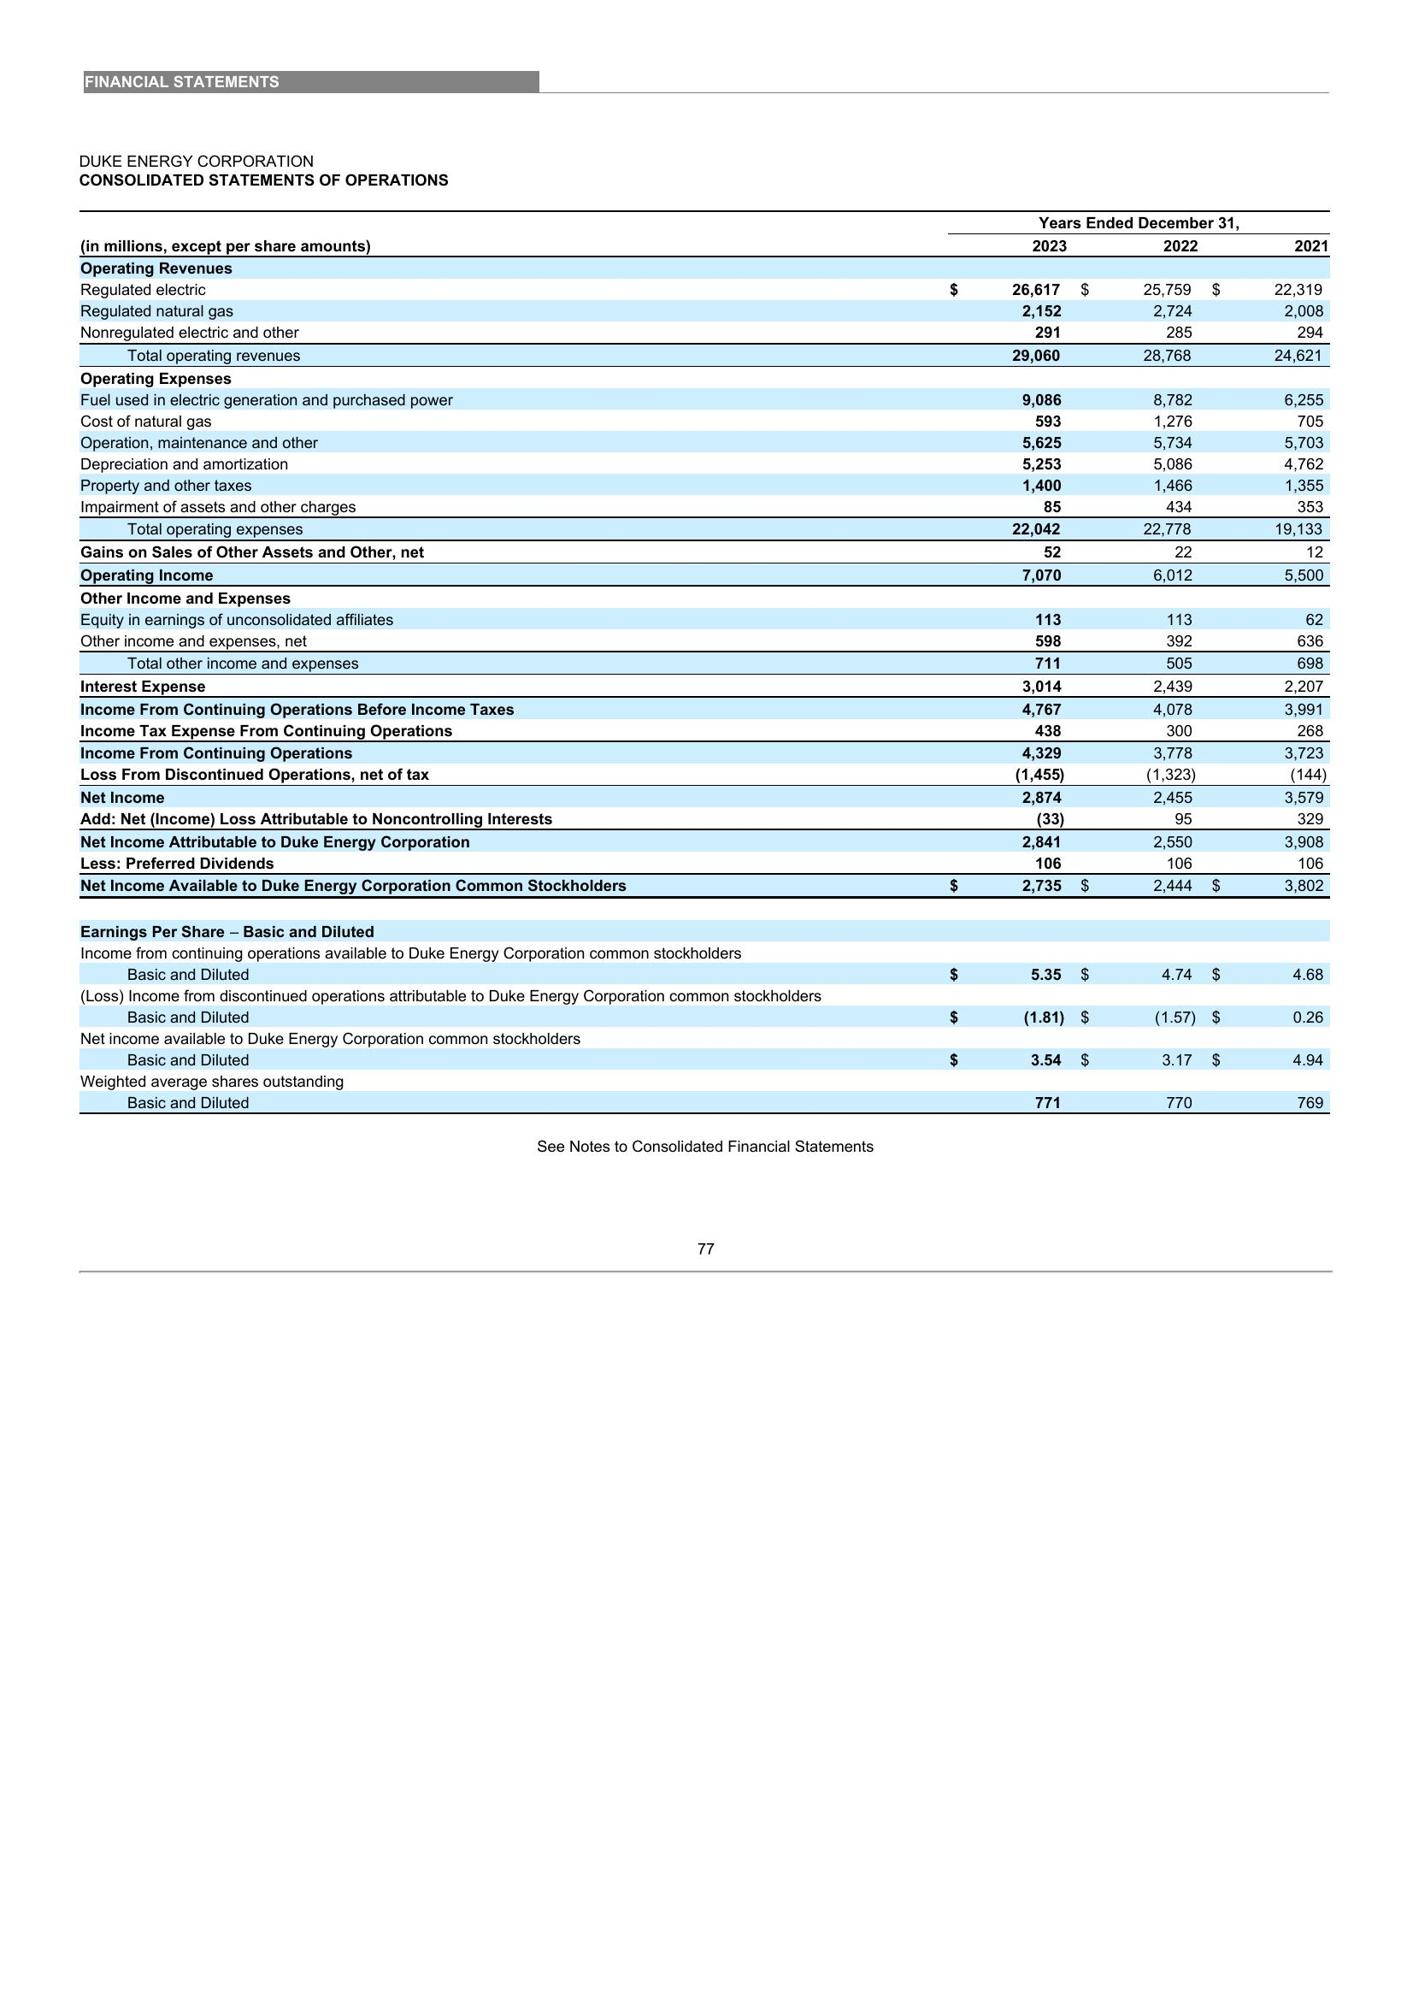 FINANCIAL STATEMENTS
DUKE ENERGY CORPORATION
CONSOLIDATED STATEMENTS OF OPERATIONS
Years Ended December 31,
(in millions, except per share amounts) 2023 2022 2021
Operating Revenues
Regulated electric $ 26,617 $ 25,759 $ 22,319
Regulated natural gas 2,152 2,724 2,008
Nonregulated electric and other 291 285 294
Total operating revenues 29,060 28,768 24,621
Operating Expenses
Fuel used in electric generation and purchased power 9,086 8,782 6,255
Cost of natural gas 593 1,276 705
Operation, maintenance and other 5,625 5,734 5,703
Depreciation and amortization 5,253 5,086 4,762
Property and other taxes 1,400 1,466 1,355
Impairment of assets and other charges 85 434 353
Total operating expenses 22,042 22,778 19,133
Gains on Sales of Other Assets and Other, net 52 22 12
Operating Income 7,070 6,012 5,500
Other Income and Expenses
Equity in earnings of unconsolidated affiliates 113 113 62
Other income and expenses, net 598 392 636
Total other income and expenses 711 505 698
Interest Expense 3,014 2,439 2,207
Income From Continuing Operations Before Income Taxes 4,767 4,078 3,991
Income Tax Expense From Continuing Operations 438 300 268
Income From Continuing Operations 4,329 3,778 3,723
Loss From Discontinued Operations, net of tax (1,455) (1,323) (144)
Net Income 2,874 2,455 3,579
Add: Net (Income) Loss Attributable to Noncontrolling Interests (33) 95 329
Net Income Attributable to Duke Energy Corporation 2,841 2,550 3,908
Less: Preferred Dividends 106 106 106
Net Income Available to Duke Energy Corporation Common Stockholders $ 2,735 $ 2,444 $ 3,802
Earnings Per Share – Basic and Diluted
Income from continuing operations available to Duke Energy Corporation common stockholders
Basic and Diluted $ 5.35 $ 4.74 $ 4.68
(Loss) Income from discontinued operations attributable to Duke Energy Corporation common stockholders
Basic and Diluted $ (1.81) $ (1.57) $ 0.26
Net income available to Duke Energy Corporation common stockholders
Basic and Diluted $ 3.54 $ 3.17 $ 4.94
Weighted average shares outstanding
Basic and Diluted 771 770 769
See Notes to Consolidated Financial Statements
77